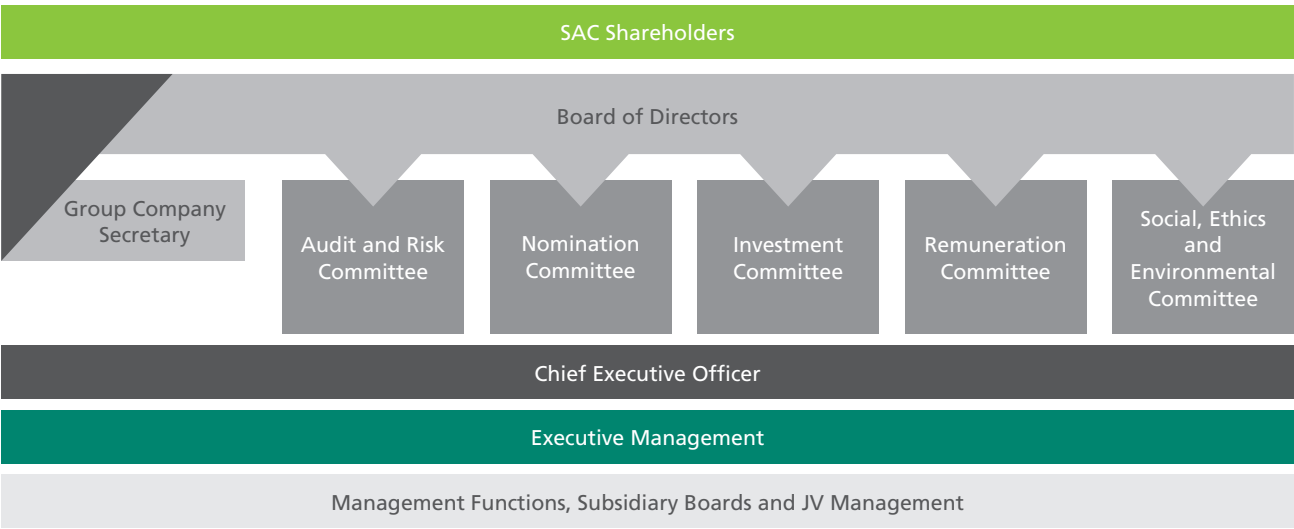 SAC Shareholders
Board of Directors
Group Company
Secretary
Audit and Risk
Committee
Nomination
Committee
Investment
Committee
Remuneration
Committee
Social, Ethics
and
Environmental
Committee
Chief Executive Officer
Executive Management
Management Functions, Subsidiary Boards and JV Management